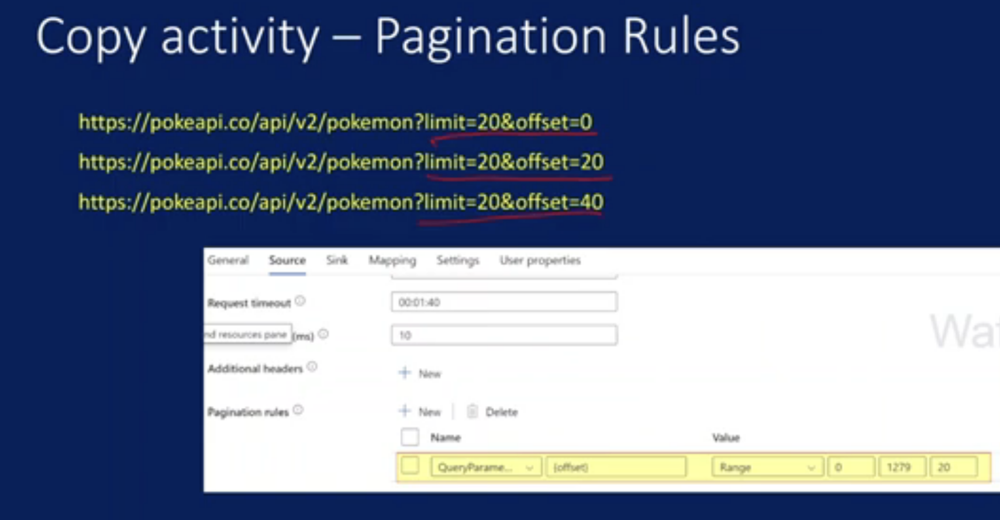 Copy activity – Pagination Rules
https://pokeapi.co/api/v2/pokemon?limit=20&offset=0
https://pokeapi.co/api/v2/pokemon?limit=20&offset=20
https://pokeapi.co/api/v2/pokemon?limit=20&offset=40
General Source Sink Mapping Settings User properties
Request timeout 00:01:40
nd resources pane (ms) 10
Additional headers + New
Pagination rules + New | Delete
Name Value
QueryParame... {offset} Range 0 1279 20